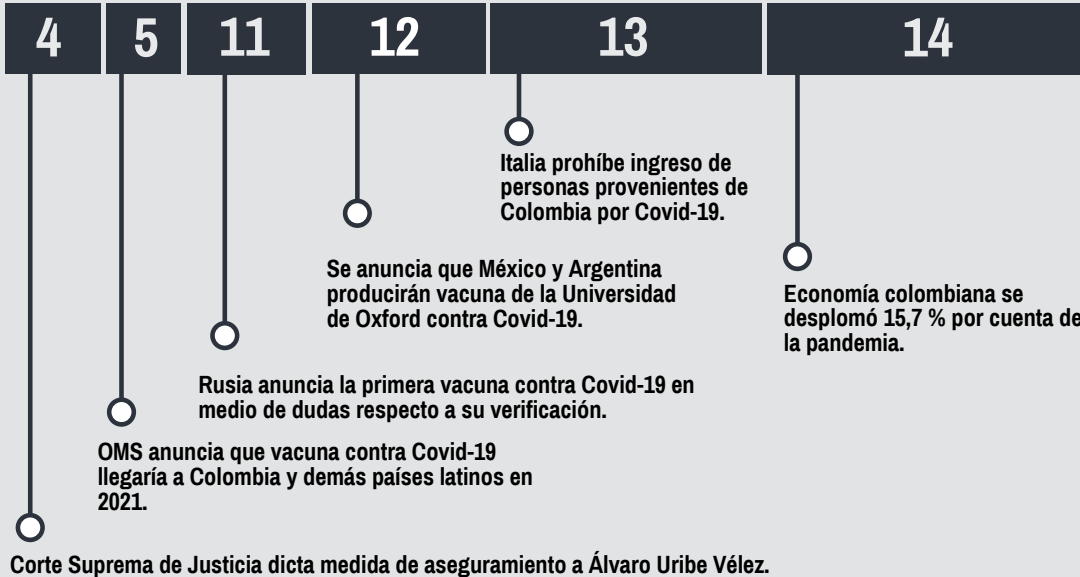 4 5 11 12 13 14
Italia prohíbe ingreso de
personas provenientes de
Colombia por Covid-19.
Se anuncia que México y Argentina
producirán vacuna de la Universidad
de Oxford contra Covid-19.
Economía colombiana se
desplomó 15,7 % por cuenta de
la pandemia.
Rusia anuncia la primera vacuna contra Covid-19 en
medio de dudas respecto a su verificación.
OMS anuncia que vacuna contra Covid-19
llegaría a Colombia y demás países latinos en
2021.
Corte Suprema de Justicia dicta medida de aseguramiento a Álvaro Uribe Vélez.